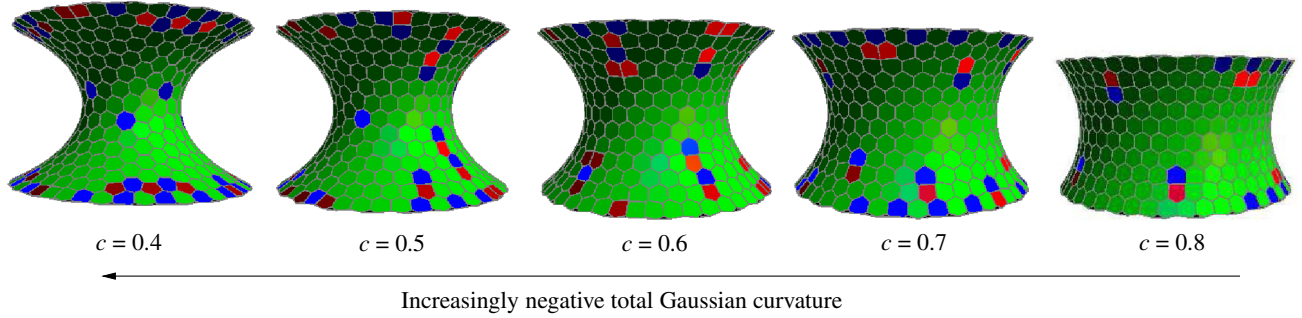 c = 0.4 c = 0.5 c = 0.6 c = 0.7 c = 0.8
Increasingly negative total Gaussian curvature